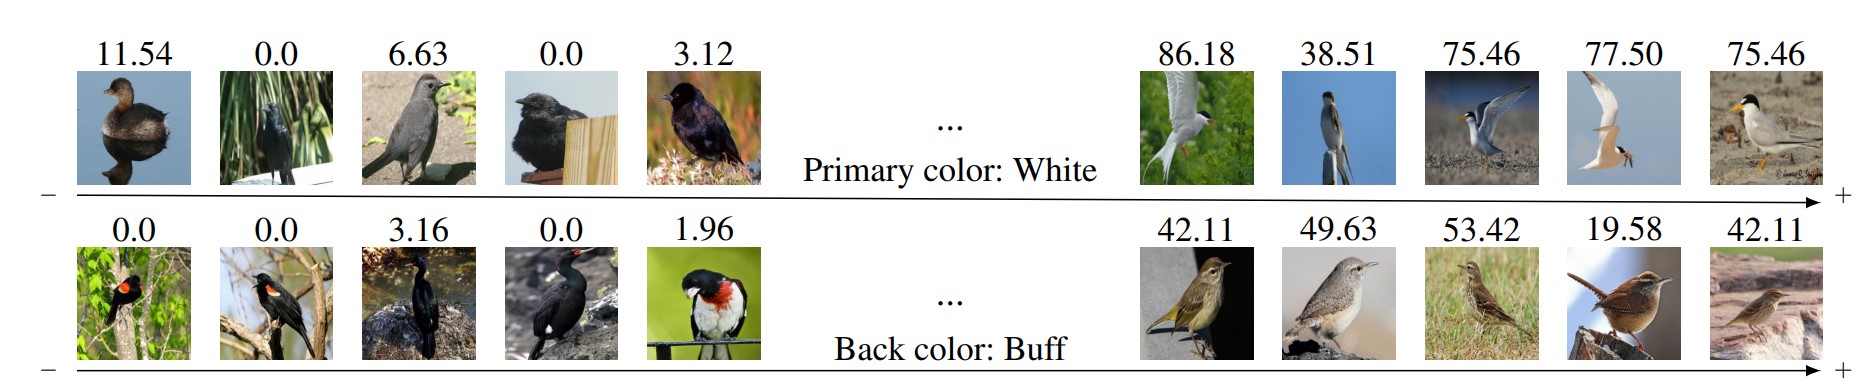 11.54 0.0 6.63 0.0 3.12 86.18 38.51 75.46 77.50 75.46
...
Primary color: White
− +
0.0 0.0 3.16 0.0 1.96 42.11 49.63 53.42 19.58 42.11
...
Back color: Buff
− +